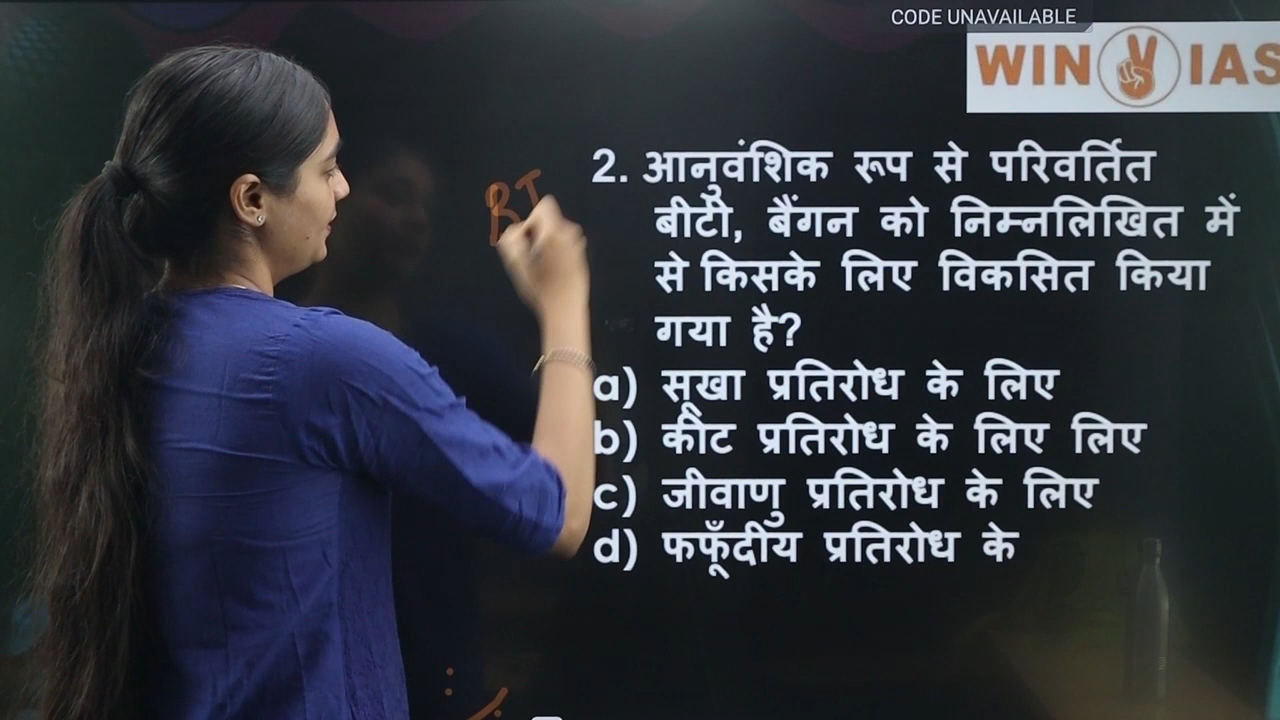 CODE UNAVAILABLE
WIN IAS
BT
2. आनुवंशिक रूप से परिवर्तित
बीटी, बैंगन को निम्नलिखित में
से किसके लिए विकसित किया
गया है?
a) सूखा प्रतिरोध के लिए
b) कीट प्रतिरोध के लिए लिए
c) जीवाणु प्रतिरोध के लिए
d) फफूँदीय प्रतिरोध के